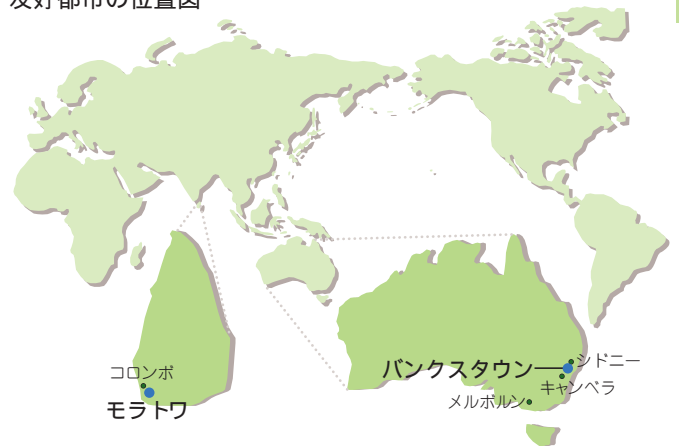 友好都市の位置図
コロンボ
モラトワ
バンクスタウン
シドニー
キャンベラ
メルボルン